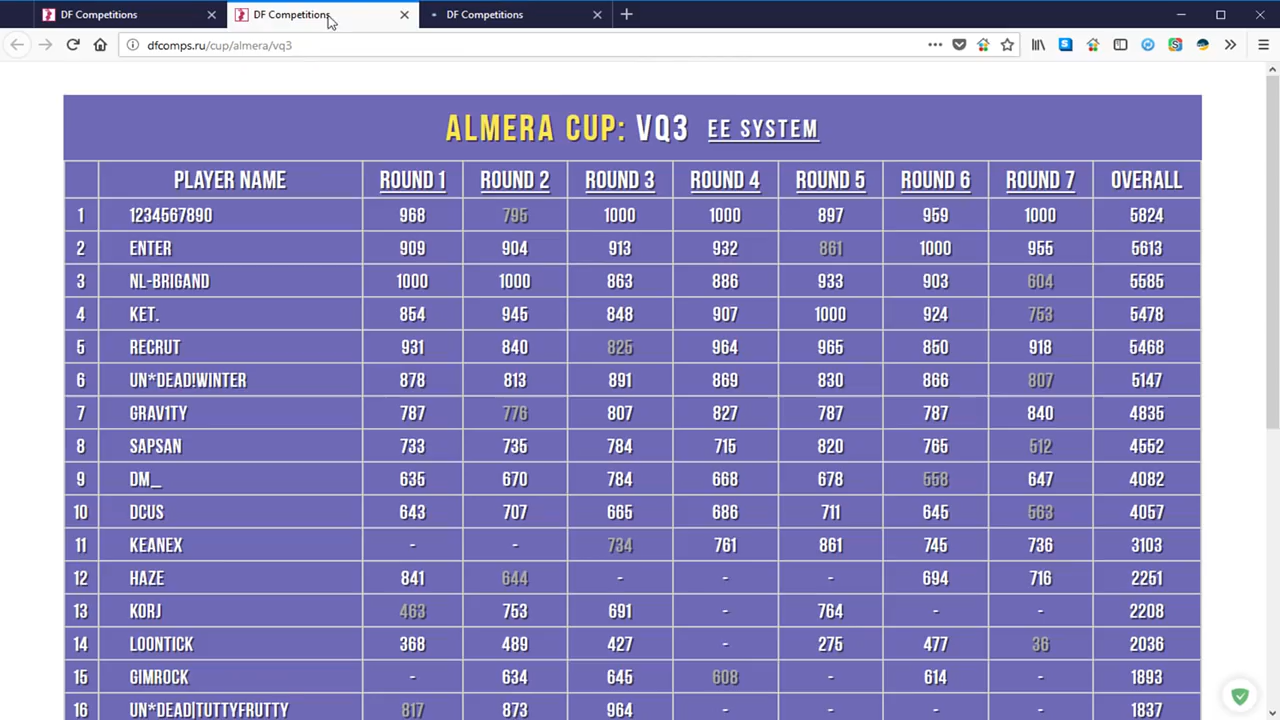 DF Competitions DF Competitions DF Competitions
dfcomps.ru/cup/almera/vq3
ALMERA CUP: VQ3 EE SYSTEM
PLAYER NAME ROUND 1 ROUND 2 ROUND 3 ROUND 4 ROUND 5 ROUND 6 ROUND 7 OVERALL
1 1234567890 968 795 1000 1000 897 959 1000 5824
2 ENTER 909 904 913 932 861 1000 955 5613
3 NL-BRIGAND 1000 1000 863 886 933 903 604 5585
4 KET. 854 945 848 907 1000 924 753 5478
5 RECRUT 931 840 825 964 965 850 918 5468
6 UN*DEAD!WINTER 878 813 891 869 830 866 807 5147
7 GRAV1TY 787 776 807 827 787 787 840 4835
8 SAPSAN 733 735 784 715 820 765 512 4552
9 DM_ 635 670 784 668 678 558 647 4082
10 DCUS 643 707 665 686 711 645 563 4057
11 KEANEX - - 734 761 861 745 736 3103
12 HAZE 841 644 - - - 694 716 2251
13 KORJ 463 753 691 - 764 - - 2208
14 LOONTICK 368 489 427 - 275 477 36 2036
15 GIMROCK - 634 645 608 - 614 - 1893
16 UN*DEAD|TUTTYFRUTTY 817 873 964 - - - - 1837